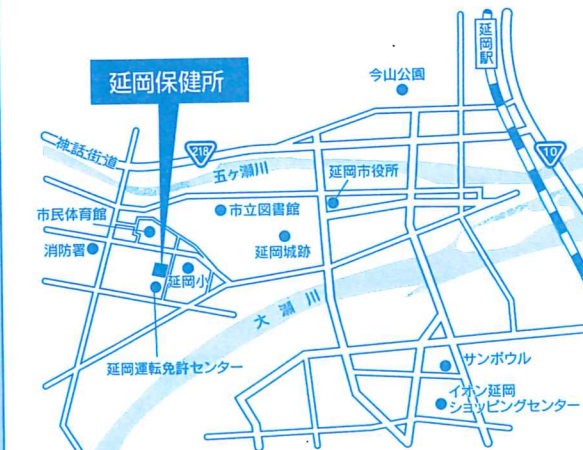 延岡駅
今山公園
延岡保健所
神話街道
218
10
五ヶ瀬川
延岡市役所
市民体育館
市立図書館
消防署
延岡城跡
延岡小
大瀬川
延岡運転免許センター
サンボウル
イオン延岡
ショッピングセンター